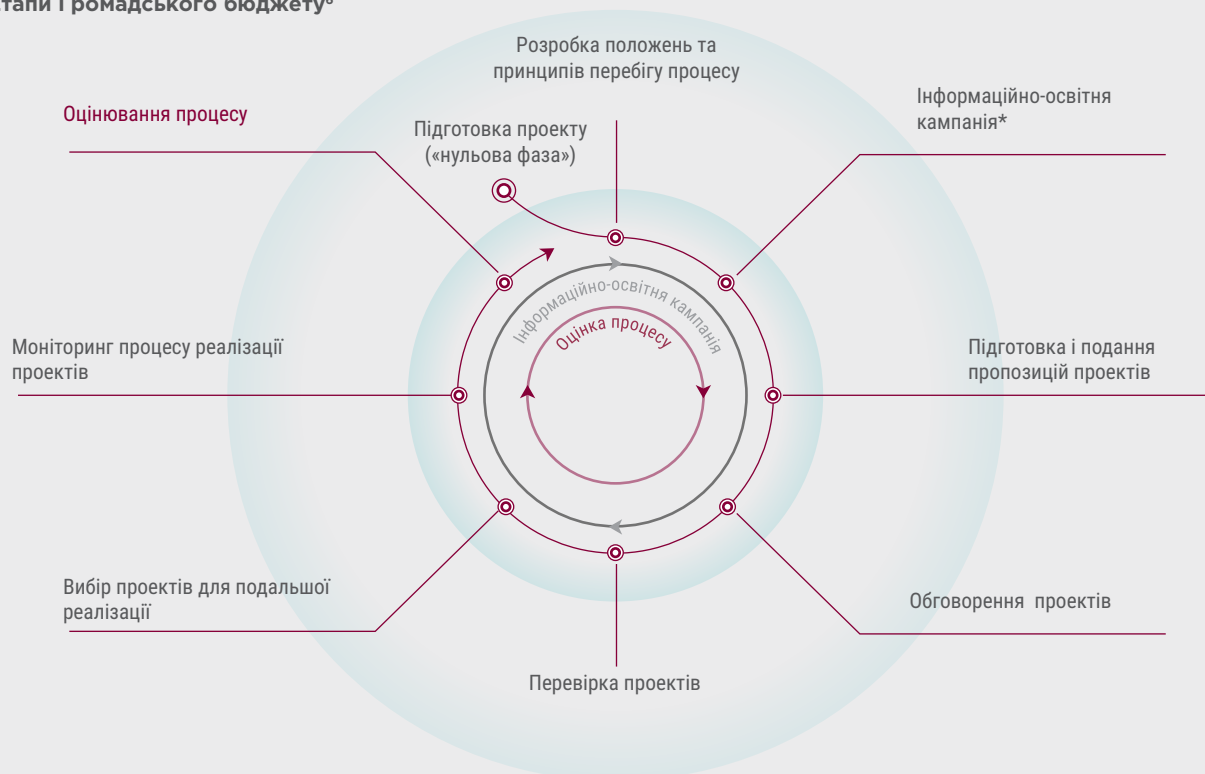 тапи Громадського бюджету⁶
Розробка положень та
принципів перебігу процесу
Інформаційно-освітня
кампанія*
Оцінювання процесу
Підготовка проекту
(«нульова фаза»)
Інформаційно-освітня кампанія
Оцінка процесу
Моніторинг процесу реалізації
проектів
Підготовка і подання
пропозицій проектів
Вибір проектів для подальшої
реалізації
Обговорення проектів
Перевірка проектів